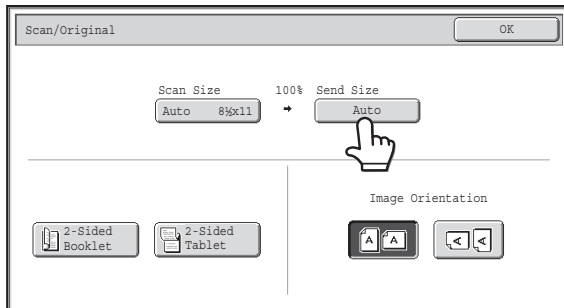 Scan/Original
OK
Scan Size 100% Send Size
Auto 8½x11 → Auto
Image Orientation
2-Sided Booklet
2-Sided Tablet
A A A A